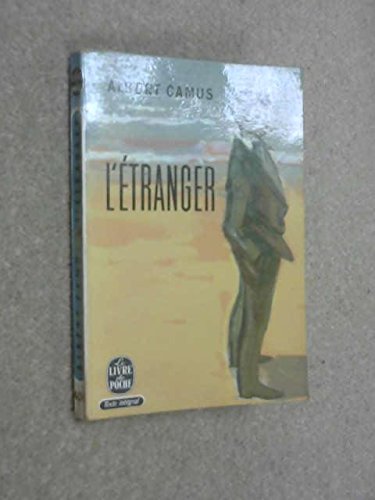 ALBERT CAMUS
L'ÉTRANGER
Le
LIVRE
de
POCHE
Texte intégral